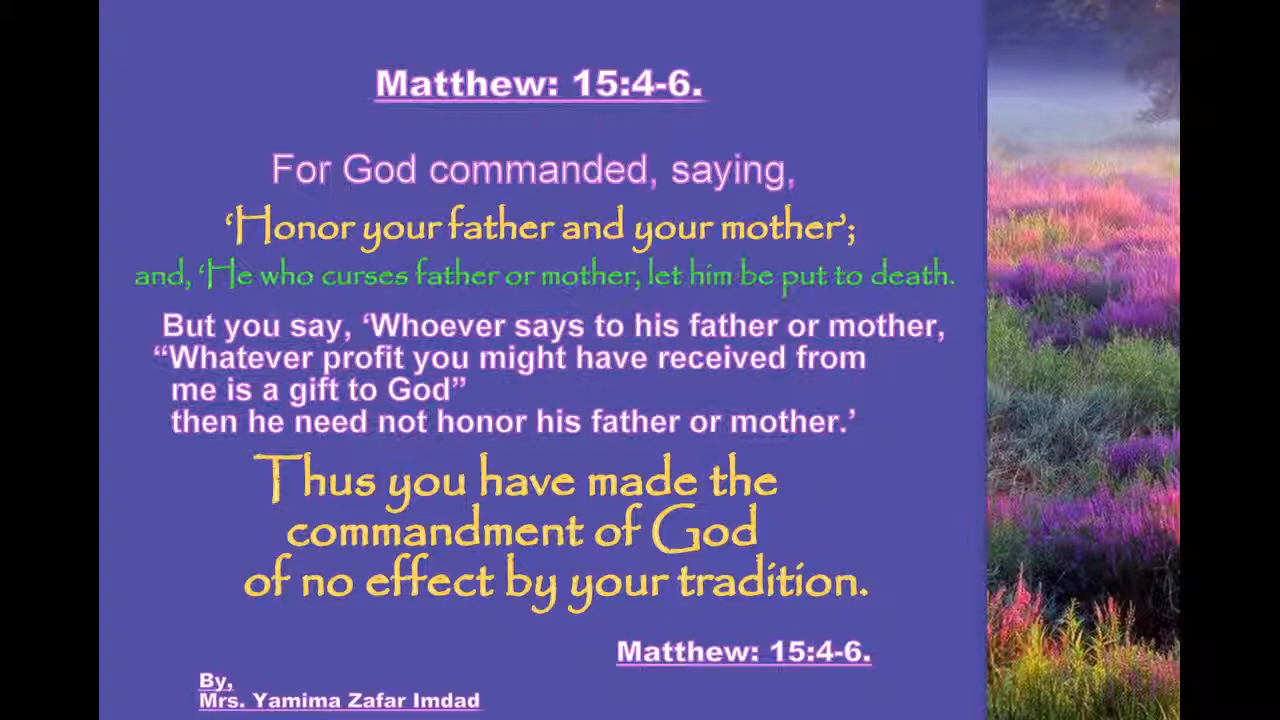 Matthew: 15:4-6.
For God commanded, saying,
‘Honor your father and your mother’;
and, ‘He who curses father or mother, let him be put to death.
But you say, ‘Whoever says to his father or mother,
“Whatever profit you might have received from
me is a gift to God”
then he need not honor his father or mother.’
Thus you have made the
commandment of God
of no effect by your tradition.
Matthew: 15:4-6.
By,
Mrs. Yamima Zafar Imdad